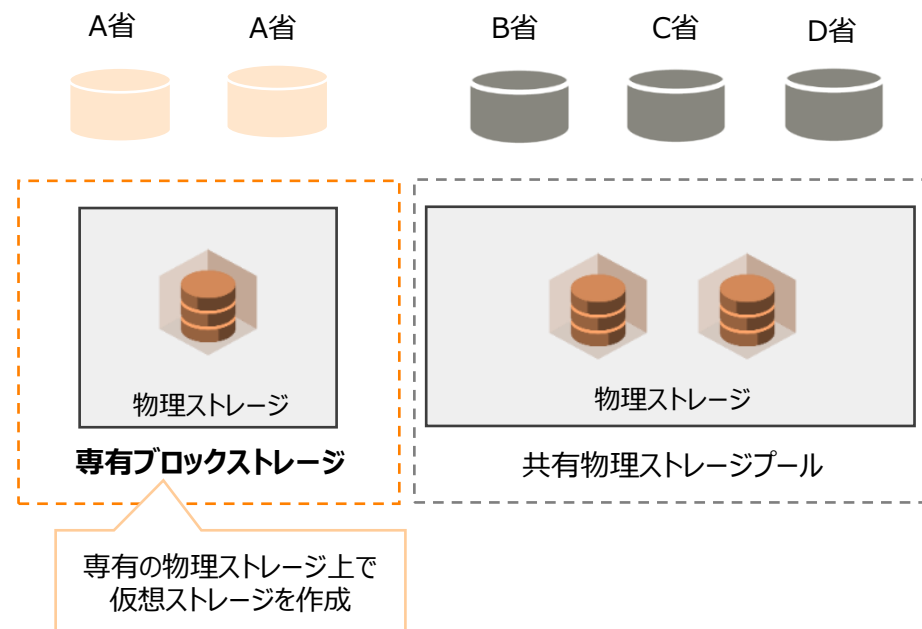 A省
A省
B省
C省
D省
物理ストレージ
専有ブロックストレージ
物理ストレージ
共有物理ストレージプール
専有の物理ストレージ上で
仮想ストレージを作成